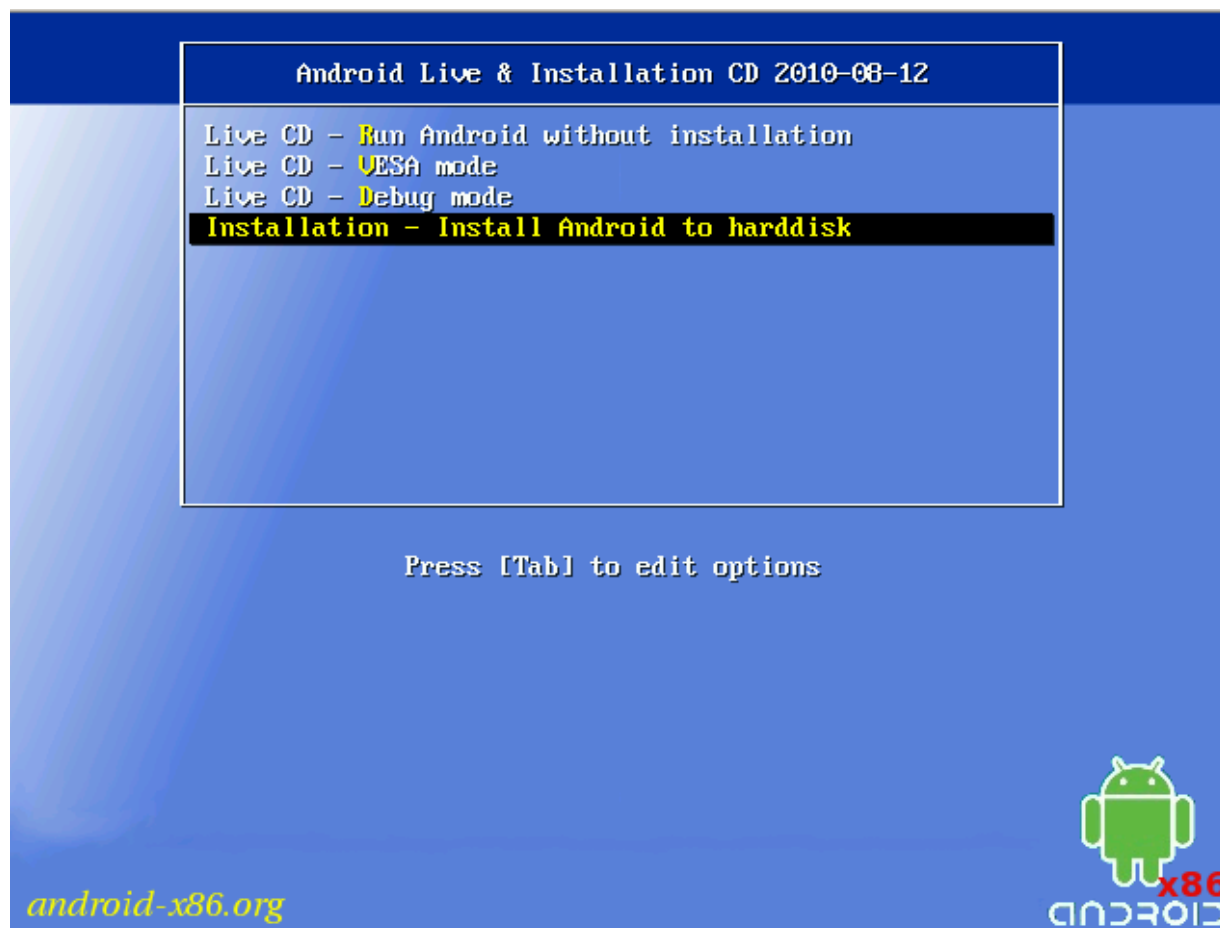 Android Live & Installation CD 2010-08-12
Live CD - Run Android without installation
Live CD - VESA mode
Live CD - Debug mode
Installation - Install Android to harddisk
Press [Tab] to edit options
x86
android-x86.org
ANDROID